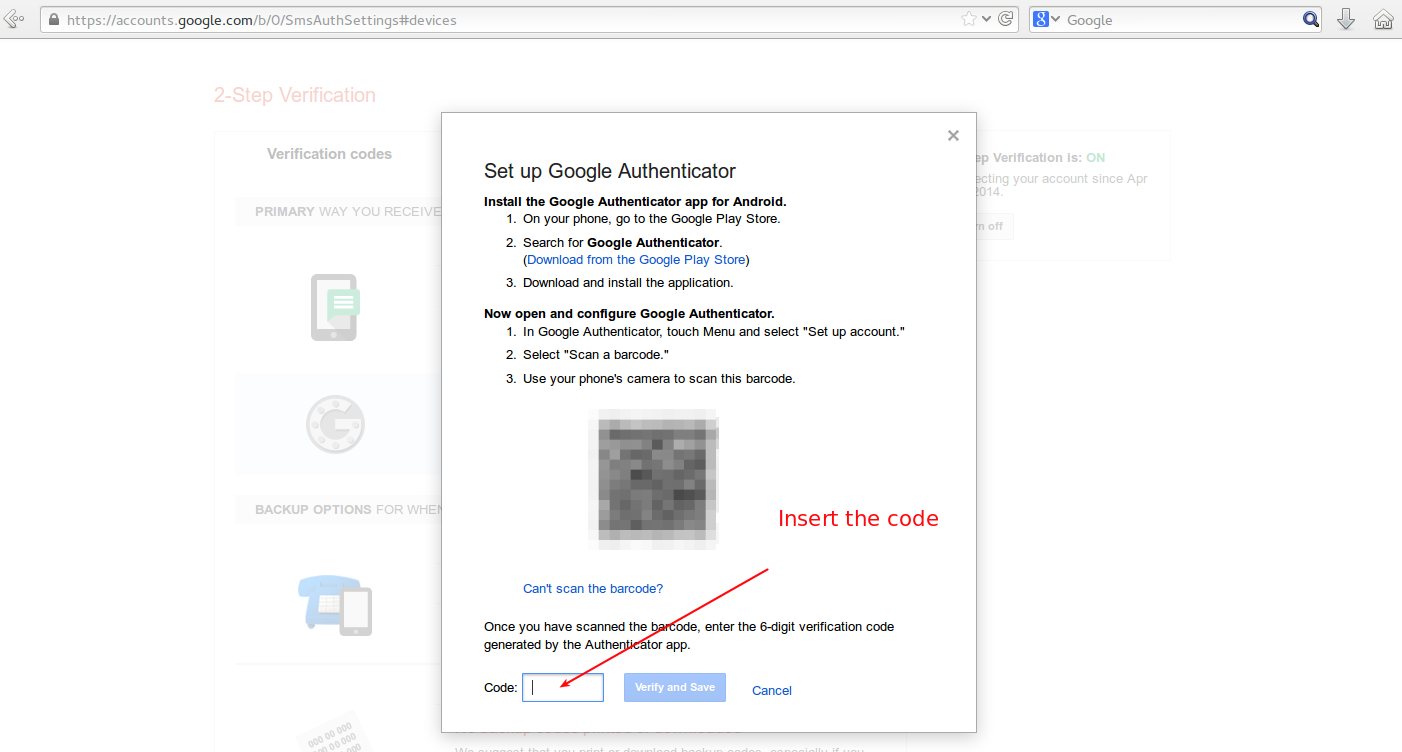 https://accounts.google.com/b/0/SmsAuthSettings#devices
8 Google
2-Step Verification
Verification codes
PRIMARY WAY YOU RECEIVE
BACKUP OPTIONS FOR WHEN
×
Set up Google Authenticator
Install the Google Authenticator app for Android.
1. On your phone, go to the Google Play Store.
2. Search for Google Authenticator.
(Download from the Google Play Store)
3. Download and install the application.
Now open and configure Google Authenticator.
1. In Google Authenticator, touch Menu and select "Set up account."
2. Select "Scan a barcode."
3. Use your phone's camera to scan this barcode.
Insert the code
Can't scan the barcode?
Once you have scanned the barcode, enter the 6-digit verification code
generated by the Authenticator app.
Code:
Verify and Save
Cancel
ep Verification is: ON
ecting your account since Apr
2014.
n off
000 00 000
000 00 000
We suggest that you print or download backup codes, especially if you